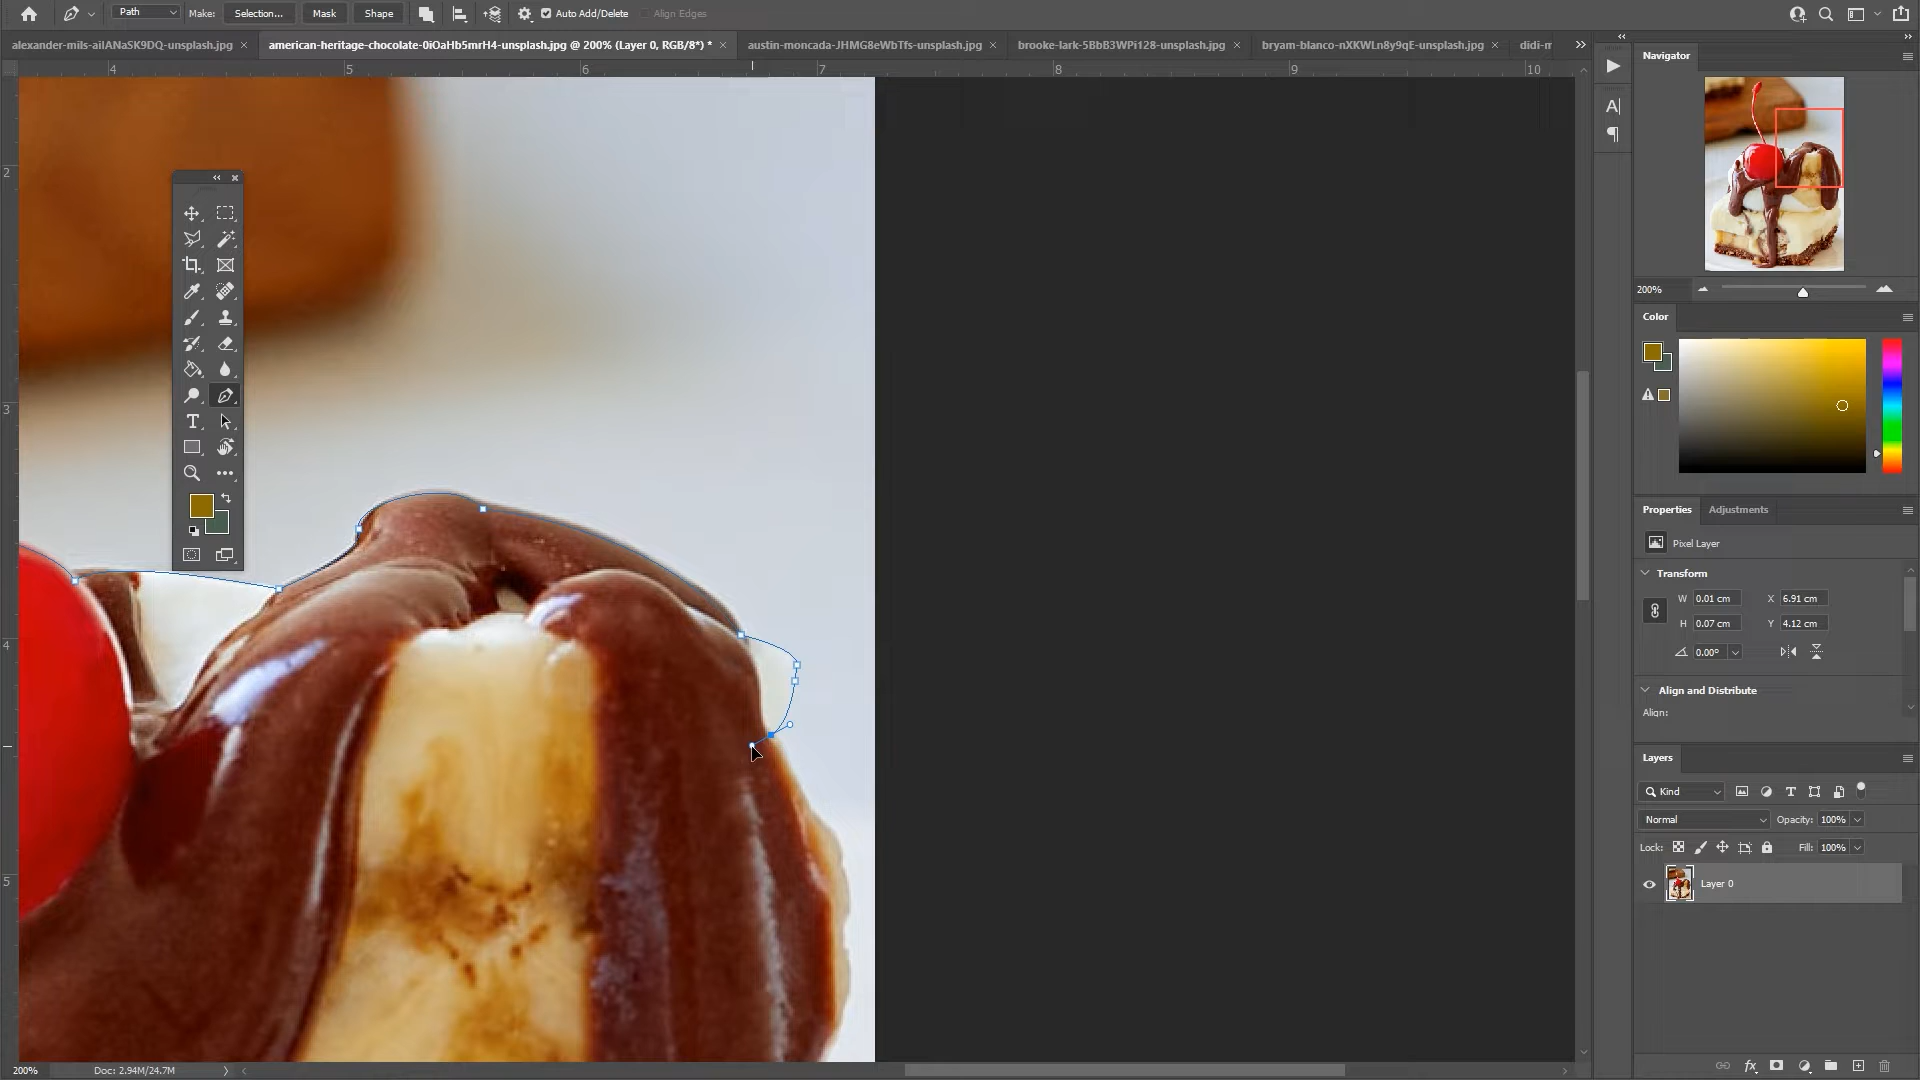 Path
Make:
Selection...
Mask
Shape
Auto Add/Delete
Align Edges
alexander-mils-ailANaSK9DQ-unsplash.jpg
american-heritage-chocolate-0iOaHb5mrH4-unsplash.jpg @ 200% (Layer 0, RGB/8*) *
austin-moncada-JHMG8eWbTfs-unsplash.jpg
brooke-lark-5BbB3WPi128-unsplash.jpg
bryam-blanco-nXKWLn8y9qE-unsplash.jpg
didi-m
4
5
6
7
8
9
10
2
3
4
5
Navigator
200%
Color
Properties
Adjustments
Pixel Layer
Transform
W 0.01 cm X 6.91 cm
H 0.07 cm Y 4.12 cm
0.00°
Align and Distribute
Align:
Layers
Kind
Normal
Opacity: 100%
Lock:
Fill: 100%
Layer 0
200%
Doc: 2.94M/24.7M